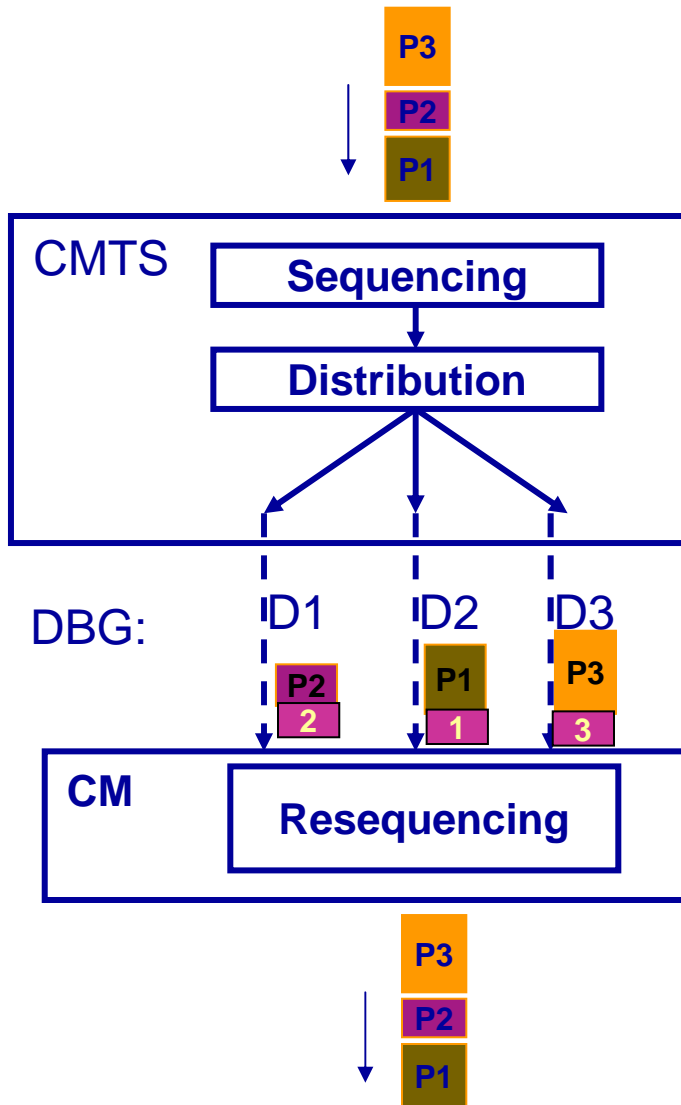 P3
P2
P1
CMTS
Sequencing
Distribution
DBG:
D1
D2
D3
P2
2
P1
1
P3
3
CM
Resequencing
P3
P2
P1